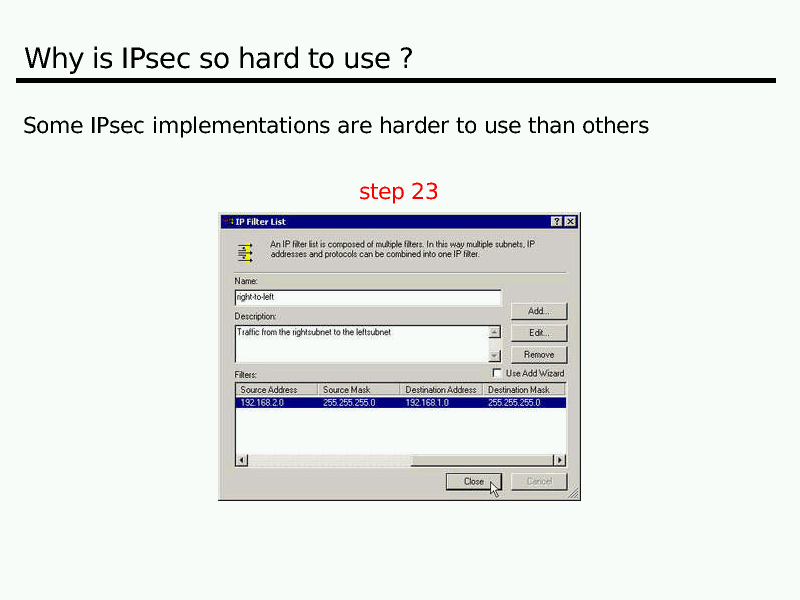 Why is IPsec so hard to use ?
Some IPsec implementations are harder to use than others
step 23
IP Filter List
An IP filter list is composed of multiple filters. In this way multiple subnets, IP
addresses and protocols can be combined into one IP filter.
Name:
right-to-left
Add...
Description:
Traffic from the rightsubnet to the leftsubnet
Edit...
Remove
Filters:
Use Add Wizard
Source Address Source Mask Destination Address Destination Mask
192.168.2.0 255.255.255.0 192.168.1.0 255.255.255.0
Close
Cancel